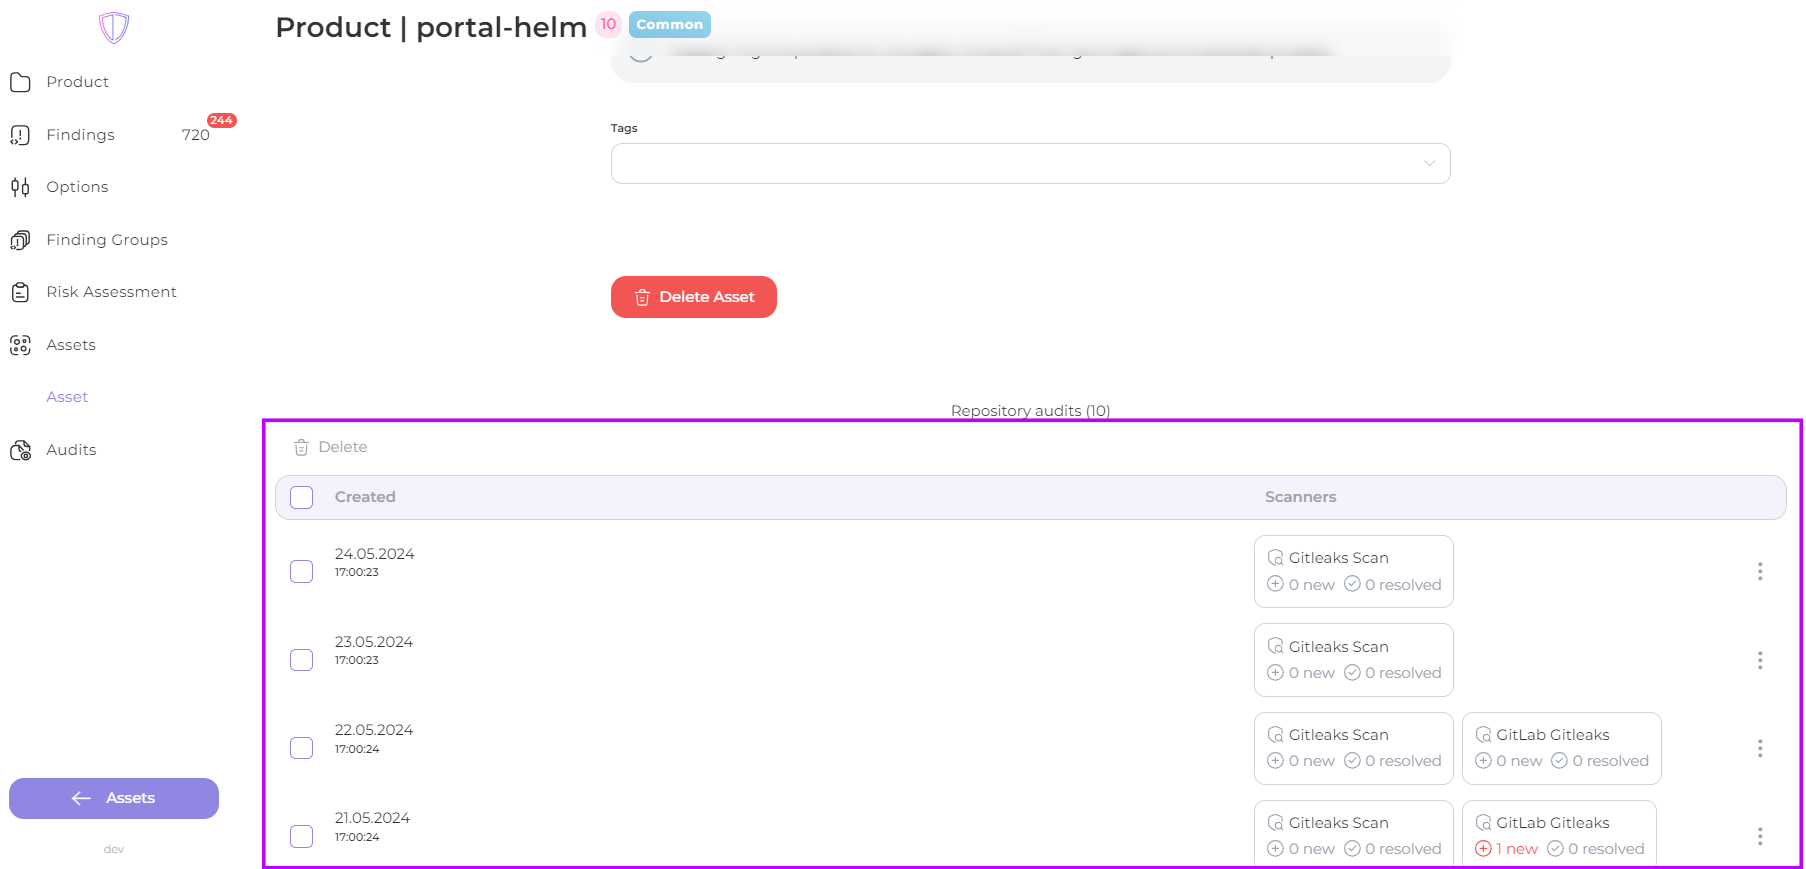 Product | portal-helm 10 Common
Product
Findings 720 244
Options
Finding Groups
Risk Assessment
Assets
Asset
Audits
Assets
dev
Tags
Delete Asset
Repository audits (10)
Delete
Created Scanners
24.05.2024
17:00:23
Gitleaks Scan
0 new 0 resolved
23.05.2024
17:00:23
Gitleaks Scan
0 new 0 resolved
22.05.2024
17:00:24
Gitleaks Scan GitLab Gitleaks
0 new 0 resolved 0 new 0 resolved
21.05.2024
17:00:24
Gitleaks Scan GitLab Gitleaks
0 new 0 resolved 1 new 0 resolved